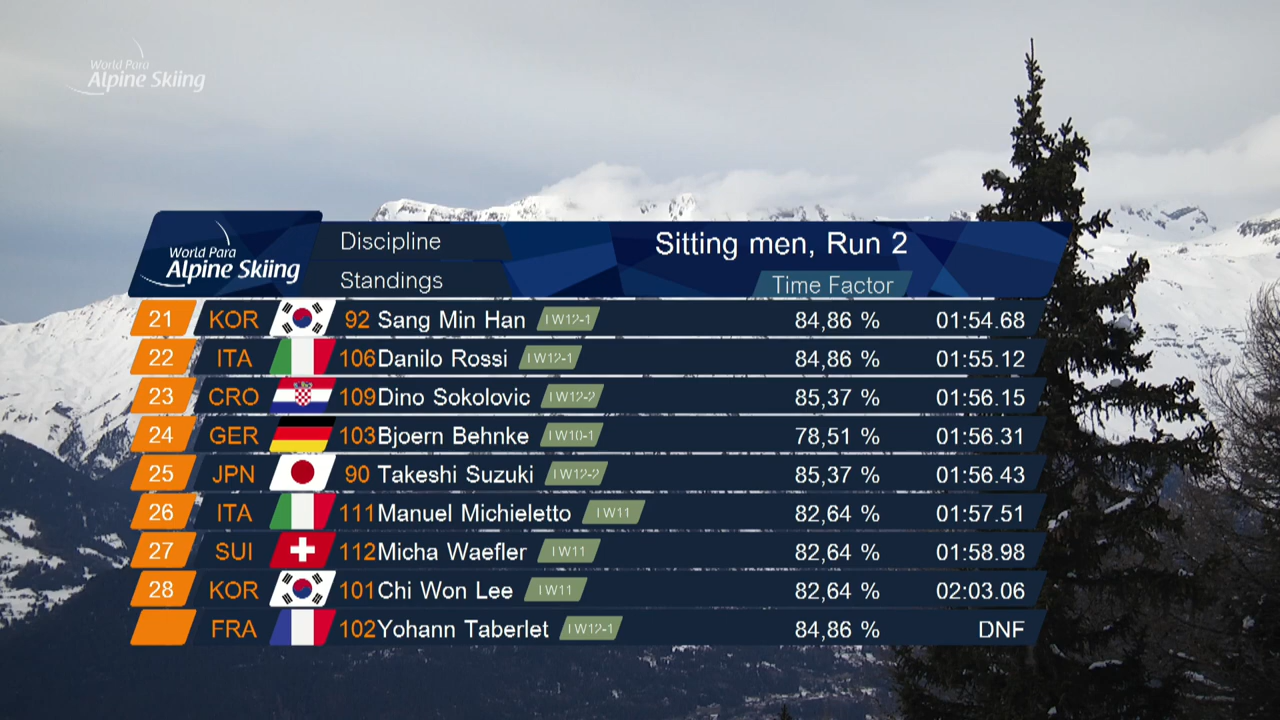 World Para
Alpine Skiing
World Para
Alpine Skiing
Discipline
Sitting men, Run 2
Standings
Time Factor
21 KOR 92 Sang Min Han LW12-1 84,86 % 01:54.68
22 ITA 106 Danilo Rossi LW12-1 84,86 % 01:55.12
23 CRO 109 Dino Sokolovic LW12-2 85,37 % 01:56.15
24 GER 103 Bjoern Behnke LW10-1 78,51 % 01:56.31
25 JPN 90 Takeshi Suzuki LW12-2 85,37 % 01:56.43
26 ITA 111 Manuel Michieletto LW11 82,64 % 01:57.51
27 SUI 112 Micha Waefler LW11 82,64 % 01:58.98
28 KOR 101 Chi Won Lee LW11 82,64 % 02:03.06
FRA 102 Yohann Taberlet LW12-1 84,86 % DNF